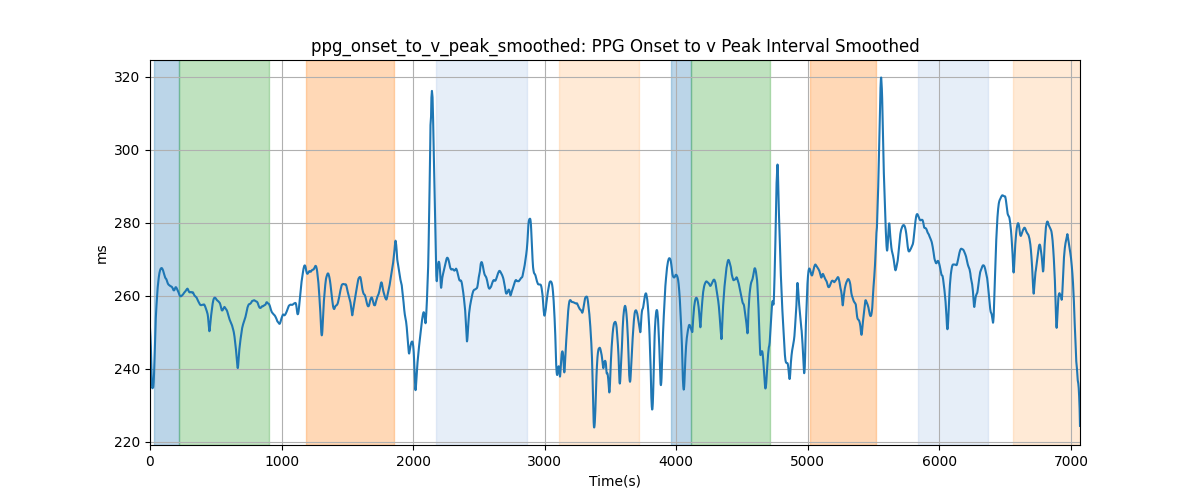 ppg_onset_to_v_peak_smoothed: PPG Onset to v Peak Interval Smoothed
320
300
280
260
240
220
ms
0 1000 2000 3000 4000 5000 6000 7000
Time(s)